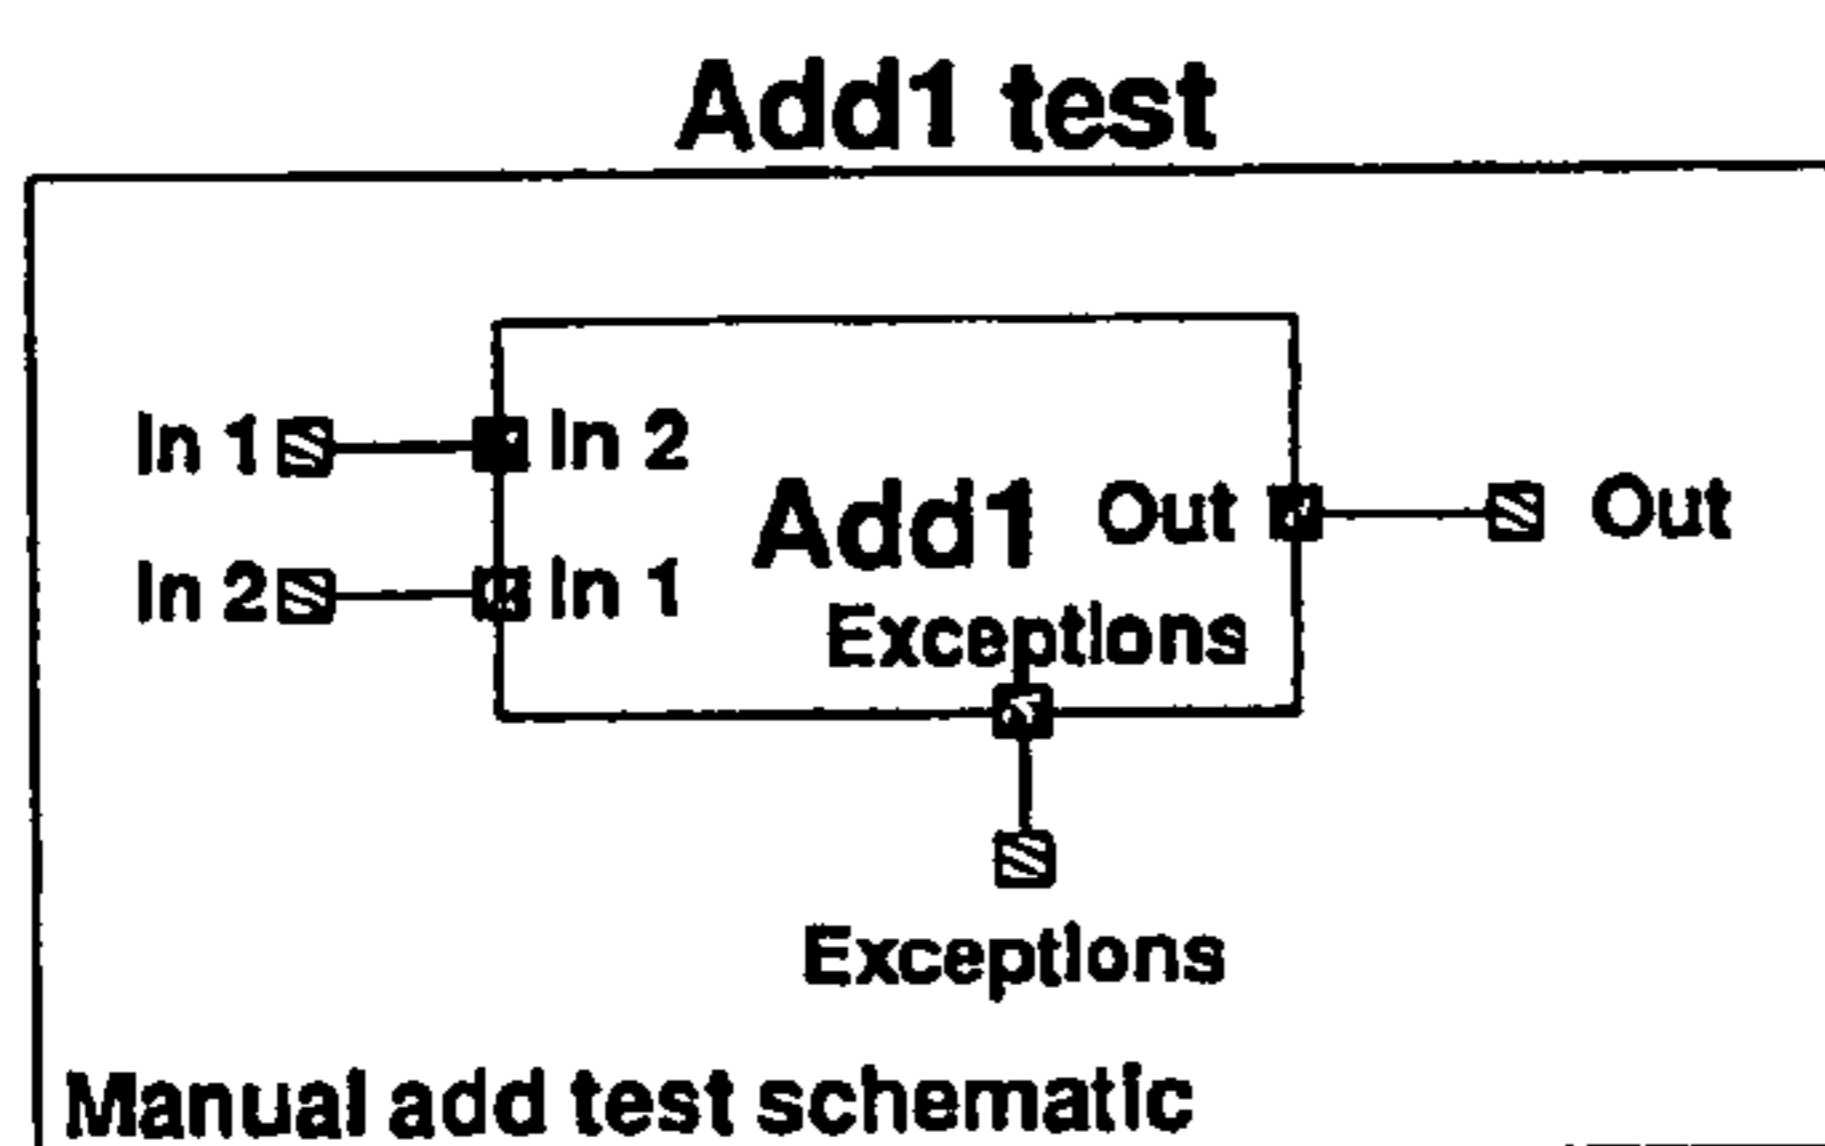 Add1 test
In 1 In 2
Add1 Out Out
In 2 In 1
Exceptions
Exceptions
Manual add test schematic